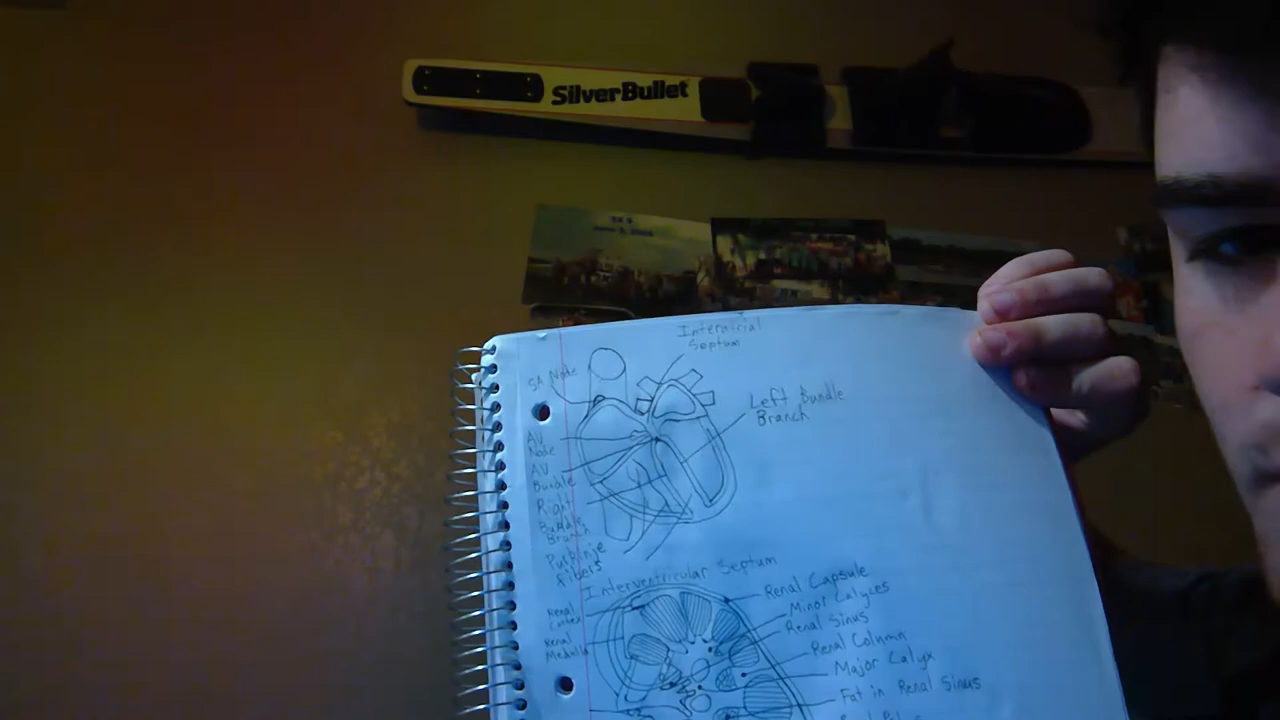 SilverBullet
Interatrial
Septum
SA Node
Left Bundle
Branch
AV
Node
AV
Bundle
Right
Bundle
Branch
Purkinje
fibers
Interventricular Septum
Renal Capsule
Minor Calyces
Renal
Cortex
Renal Sinus
Renal
Medulla
Renal Column
Major Calyx
Fat in Renal Sinus